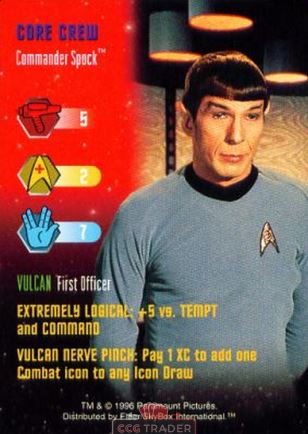 CORE CREW
Commander Spock™
5
2
7
VULCAN First Officer
EXTREMELY LOGICAL: +5 vs. TEMPT
and COMMAND
VULCAN NERVE PINCH: Pay 1 XC to add one
Combat icon to any Icon Draw
TM & © 1996 Paramount Pictures.
Distributed by Fleer SkyBox International.™
CCG TRADER